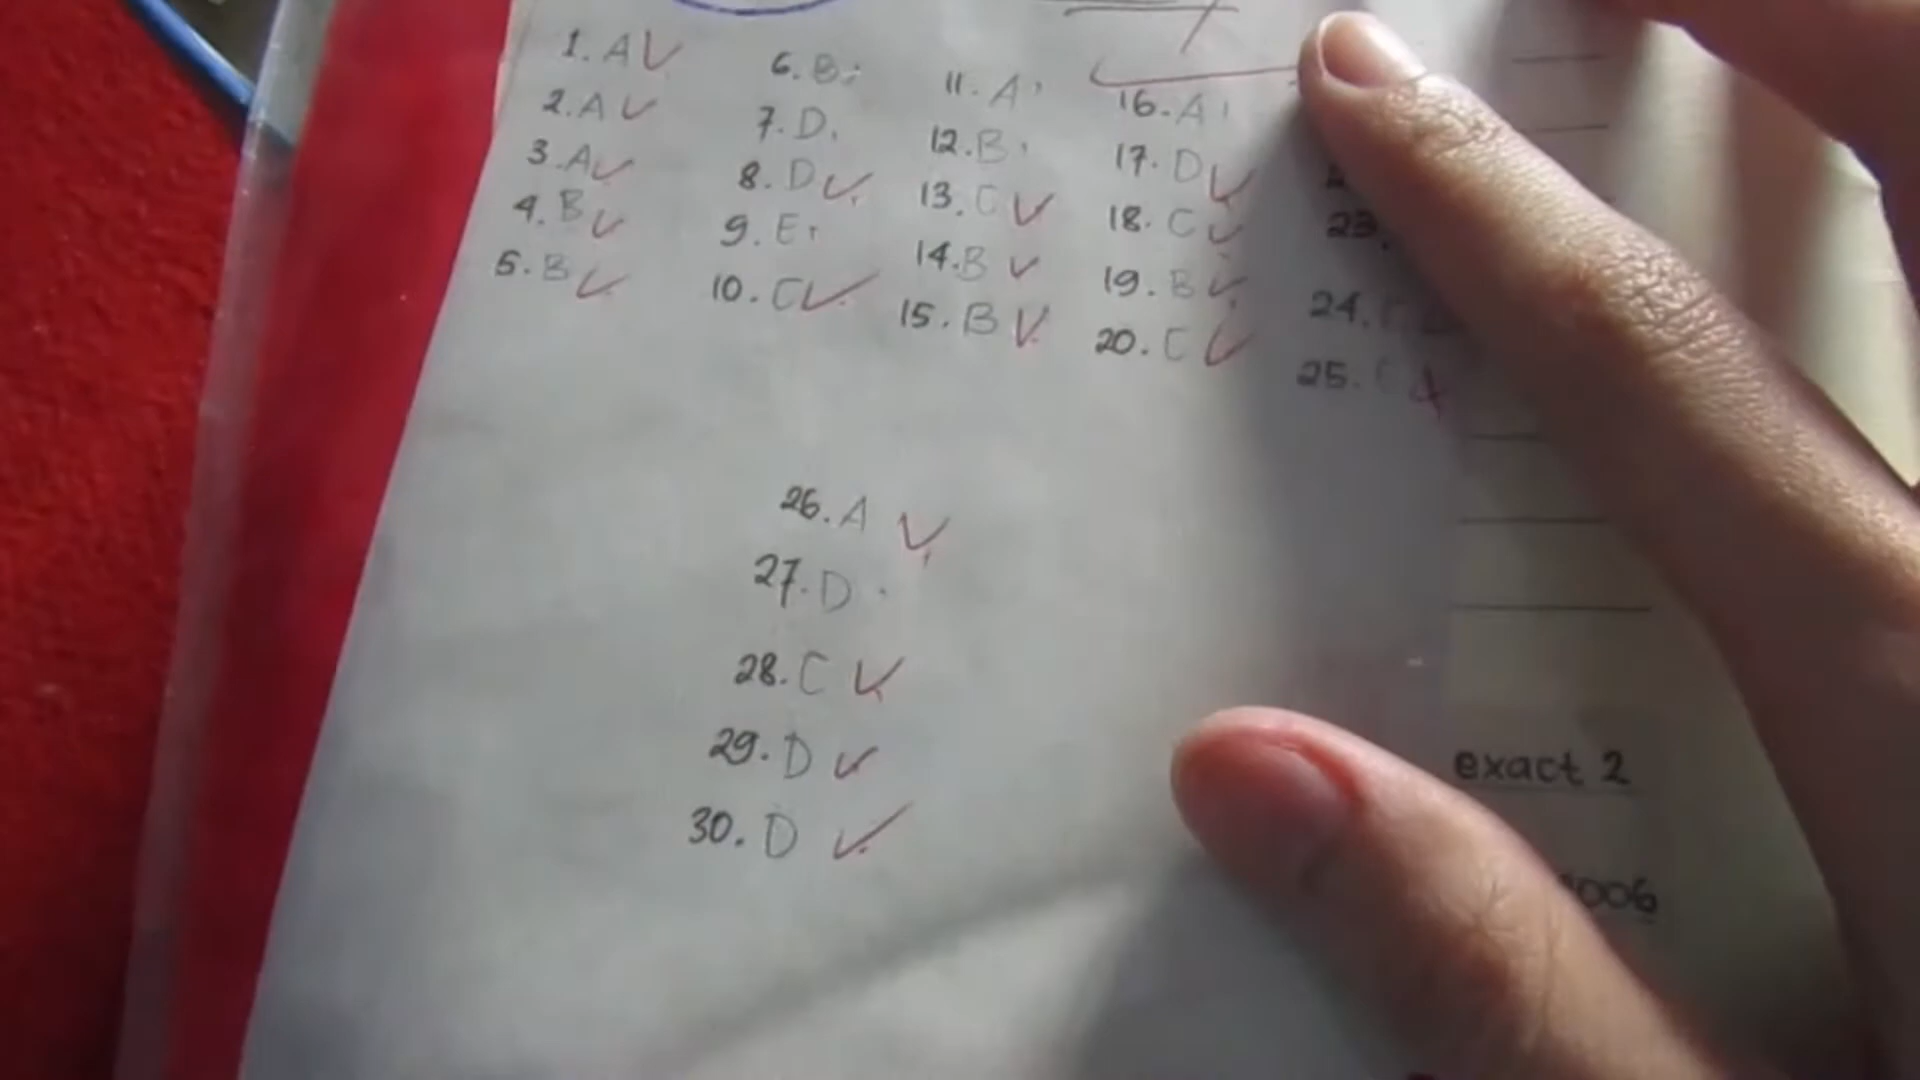 1. A
2. A
3. A
4. B
5. B
6. B
7. D
8. D
9. E
10. C
11. A
12. B
13. C
14. B
15. B
16. A
17. D
18. C
19. B
20. C
23.
24.
25.
26. A
27. D
28. C
29. D
30. D
exact 2
006